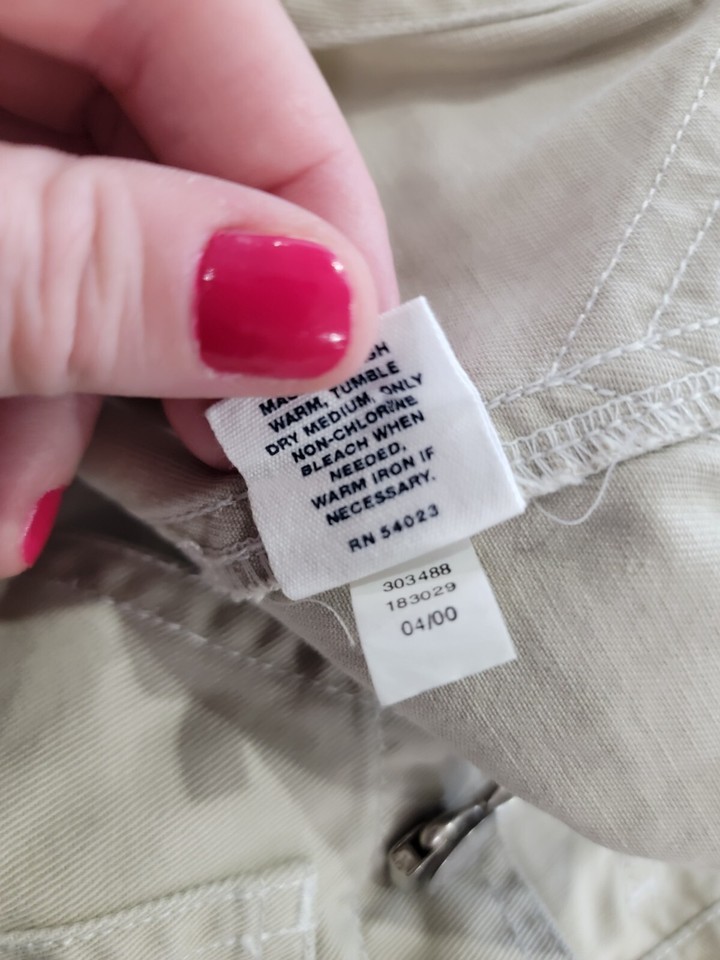 WARM, TUMBLE
DRY MEDIUM, ONLY
NON-CHLORINE
BLEACH WHEN
NEEDED,
WARM IRON IF
NECESSARY.
RN 54023
303488
183029
04/00